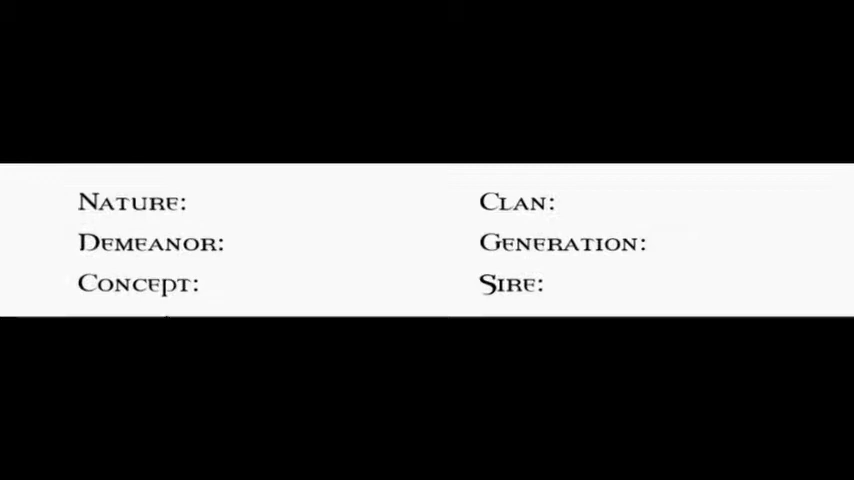 Nature:
Demeanor:
Concept:
Clan:
Generation:
Sire: